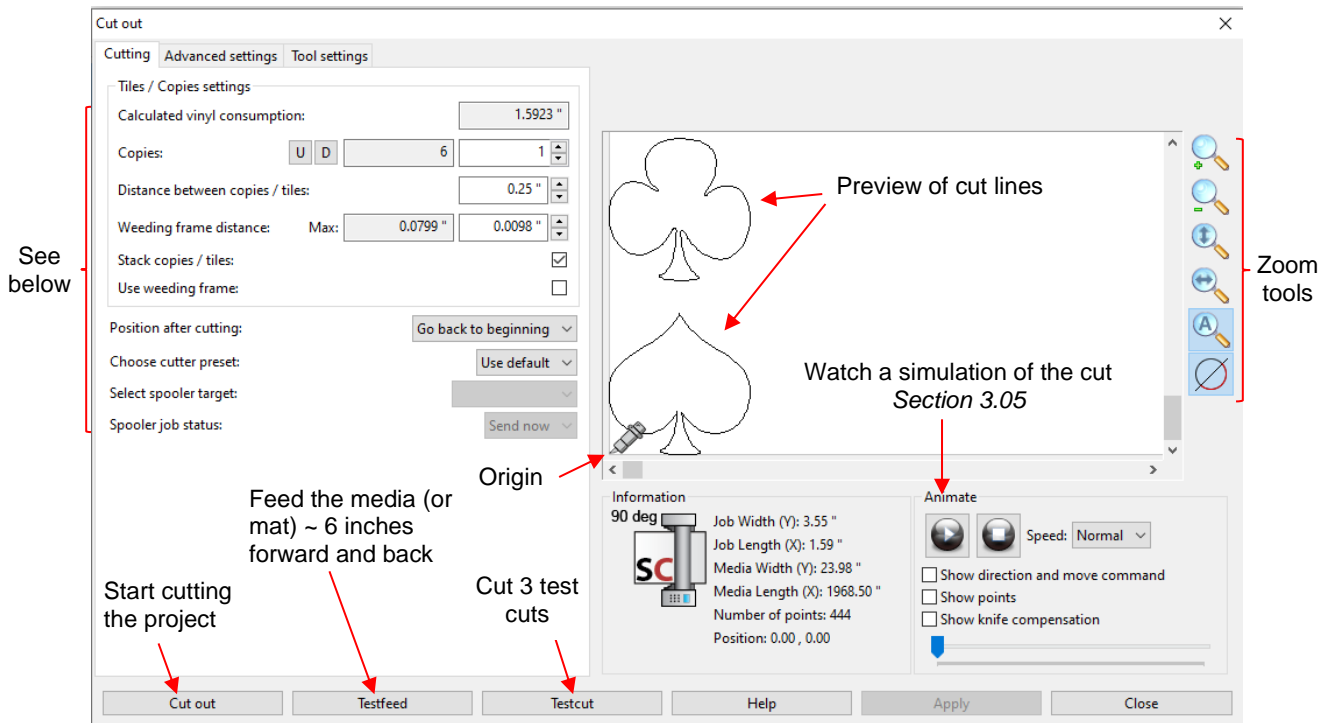 Cut out
Cutting Advanced settings Tool settings
Tiles / Copies settings
Calculated vinyl consumption: 1.5923 "
Copies: U D 6 1
Distance between copies / tiles: 0.25 "
Weeding frame distance: Max: 0.0799 " 0.0098 "
Stack copies / tiles:
Use weeding frame:
See
below
Position after cutting: Go back to beginning
Choose cutter preset: Use default
Select spooler target:
Spooler job status: Send now
Preview of cut lines
Zoom
tools
A
Watch a simulation of the cut
Section 3.05
Origin
Feed the media (or
mat) ~ 6 inches
forward and back
Start cutting
the project
Cut 3 test
cuts
Information
90 deg
SC
Job Width (Y): 3.55 "
Job Length (X): 1.59 "
Media Width (Y): 23.98 "
Media Length (X): 1968.50 "
Number of points: 444
Position: 0.00 , 0.00
Animate
Speed: Normal
Show direction and move command
Show points
Show knife compensation
Cut out Testfeed Testcut Help Apply Close